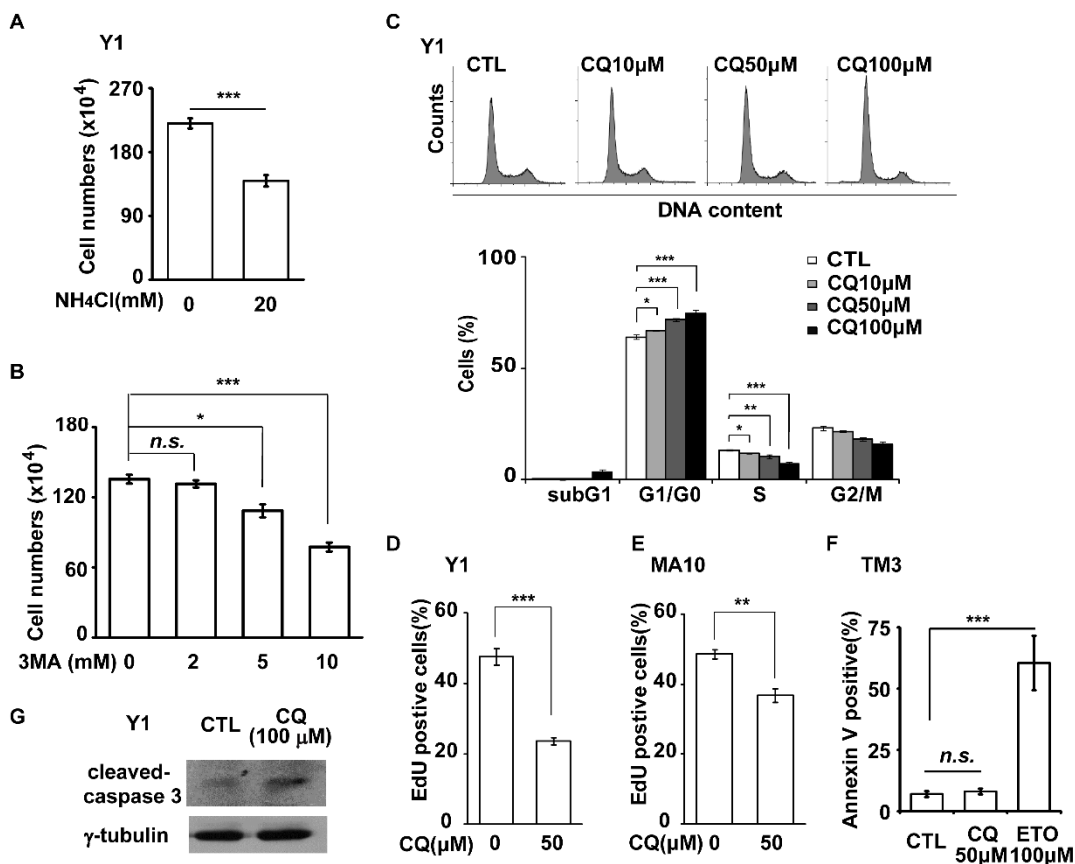 A
Y1
Cell numbers (x10⁴)
270
180
90
0
***
NH4Cl(mM)
0
20
B
Cell numbers (x10⁴)
180
120
60
0
***
*
n.s.
3MA (mM)
0
2
5
10
C
Y1
CTL
CQ10µM
CQ50µM
CQ100µM
Counts
DNA content
Cells (%)
100
50
0
CTL
CQ10µM
CQ50µM
CQ100µM
***
***
*
***
**
*
subG1
G1/G0
S
G2/M
D
Y1
EdU postive cells(%)
60
40
20
0
***
CQ(µM)
0
50
E
MA10
EdU postive cells(%)
60
40
20
0
**
CQ(µM)
0
50
F
TM3
Annexin V positive(%)
75
50
25
0
***
n.s.
CTL
CQ
50µM
ETO
100µM
G
Y1
CTL
CQ
(100 µM)
cleaved-
caspase 3
γ-tubulin